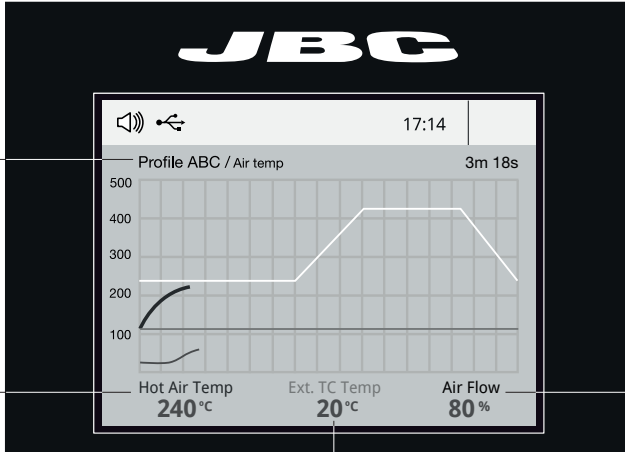 JBC
17:14
Profile ABC / Air temp 3m 18s
500
400
300
200
100
Hot Air Temp Ext. TC Temp Air Flow
240 °C 20 °C 80 %